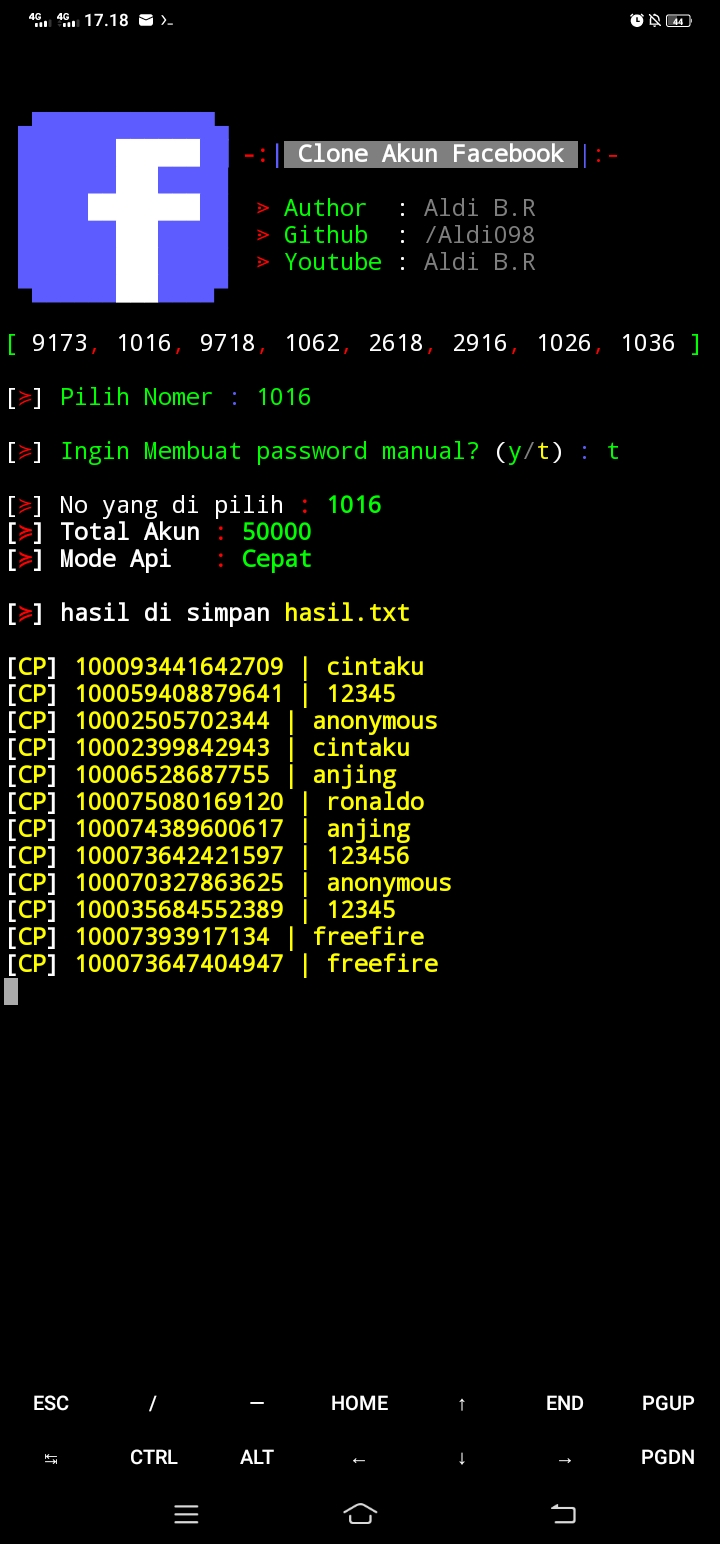 4G 4G 17.18 >_ 44
-:| Clone Akun Facebook |:-
> Author : Aldi B.R
> Github : /Aldi098
> Youtube : Aldi B.R
[ 9173, 1016, 9718, 1062, 2618, 2916, 1026, 1036 ]
[⋟] Pilih Nomer : 1016
[⋟] Ingin Membuat password manual? (y/t) : t
[⋟] No yang di pilih : 1016
[⋟] Total Akun : 50000
[⋟] Mode Api : Cepat
[⋟] hasil di simpan hasil.txt
[CP] 100093441642709 | cintaku
[CP] 100059408879641 | 12345
[CP] 10002505702344 | anonymous
[CP] 10002399842943 | cintaku
[CP] 10006528687755 | anjing
[CP] 100075080169120 | ronaldo
[CP] 100074389600617 | anjing
[CP] 100073642421597 | 123456
[CP] 100070327863625 | anonymous
[CP] 100035684552389 | 12345
[CP] 10007393917134 | freefire
[CP] 100073647404947 | freefire
ESC / — HOME ↑ END PGUP
↹ CTRL ALT ← ↓ → PGDN